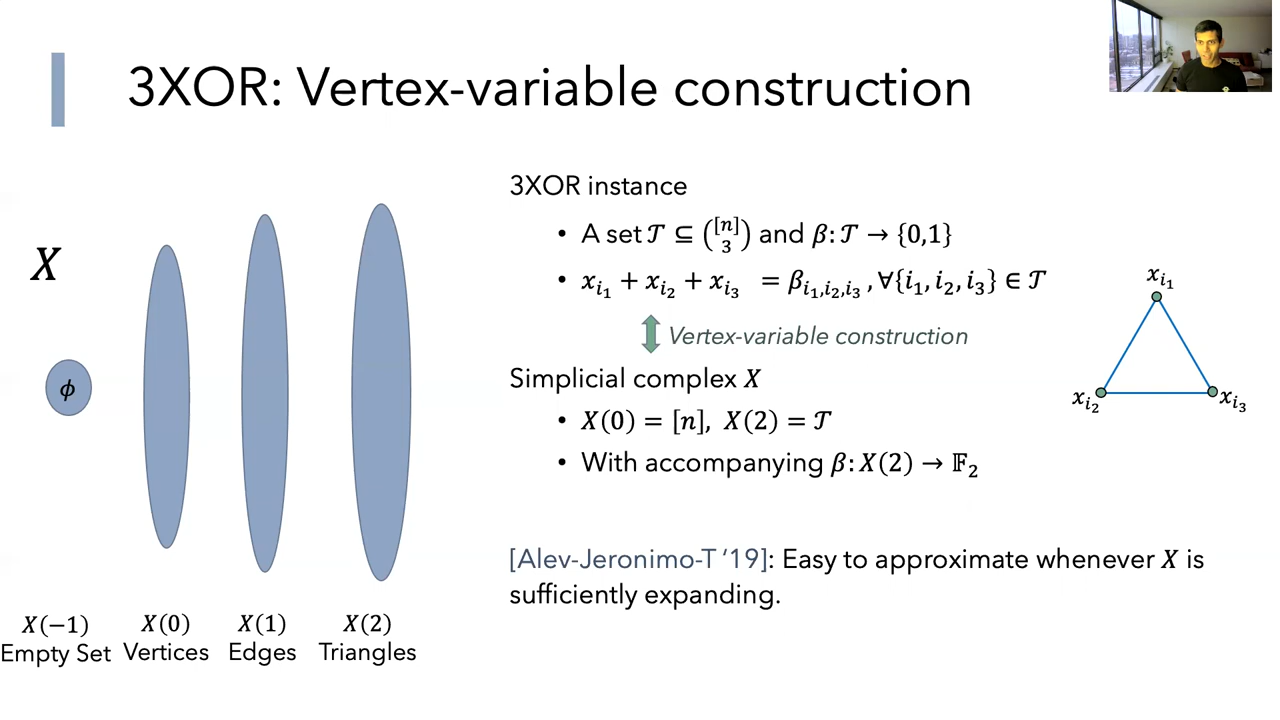 3XOR: Vertex-variable construction
3XOR instance
• A set 𝒯 ⊆ ([n] 3) and β: 𝒯 → {0,1}
• x_{i_1} + x_{i_2} + x_{i_3} = β_{i_1,i_2,i_3}, ∀{i_1, i_2, i_3} ∈ 𝒯
Vertex-variable construction
Simplicial complex X
• X(0) = [n], X(2) = 𝒯
• With accompanying β: X(2) → 𝔽_2
[Alev-Jeronimo-T '19]: Easy to approximate whenever X is
sufficiently expanding.
X
ϕ
X(−1) X(0) X(1) X(2)
Empty Set Vertices Edges Triangles
x_{i_1}
x_{i_2} x_{i_3}